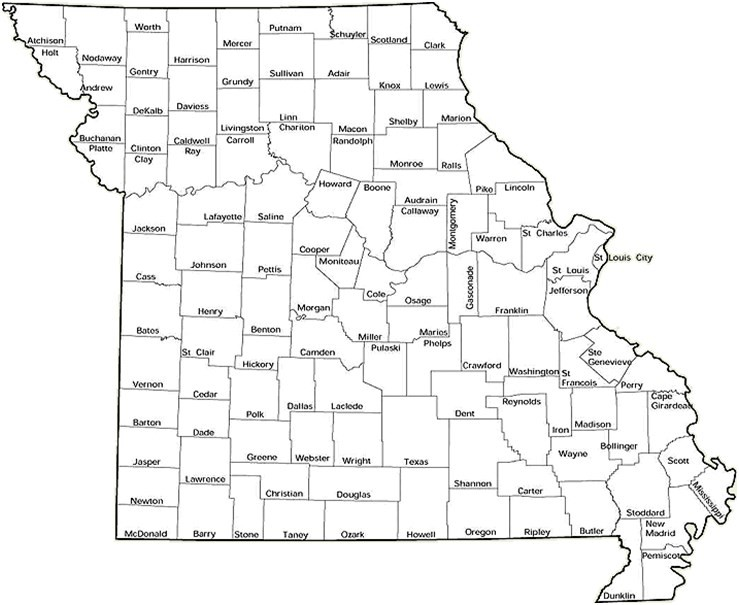 Worth
Putnam
Schuyler
Scotland
Atchison
Mercer
Clark
Holt
Nodaway
Harrison
Gentry
Sullivan
Adair
Grundy
Knox
Lewis
Andrew
DeKalb
Daviess
Linn
Shelby
Marion
Livingston
Chariton
Macon
Buchanan
Caldwell
Carroll
Randolph
Platte
Clinton
Ray
Clay
Monroe
Ralls
Howard
Boone
Pike
Lincoln
Audrain
Callaway
Montgomery
Lafayette
Saline
Jackson
St Charles
Warren
Cooper
Moniteau
St Louis City
Johnson
Pettis
St Louis
Cass
Gasconade
Jefferson
Cole
Osage
Henry
Morgan
Franklin
Bates
Benton
Miller
Maries
Phelps
St Clair
Camden
Pulaski
Ste
Genevieve
Hickory
Crawford
Washington
St
Francois
Perry
Vernon
Cedar
Cape
Girardeau
Dallas
Laclede
Reynolds
Polk
Dent
Barton
Dade
Iron
Madison
Bollinger
Greene
Webster
Wright
Texas
Wayne
Jasper
Scott
Lawrence
Shannon
Carter
Mississippi
Newton
Christian
Douglas
Stoddard
New
Madrid
McDonald
Barry
Stone
Taney
Ozark
Howell
Oregon
Ripley
Butler
Pemiscot
Dunklin